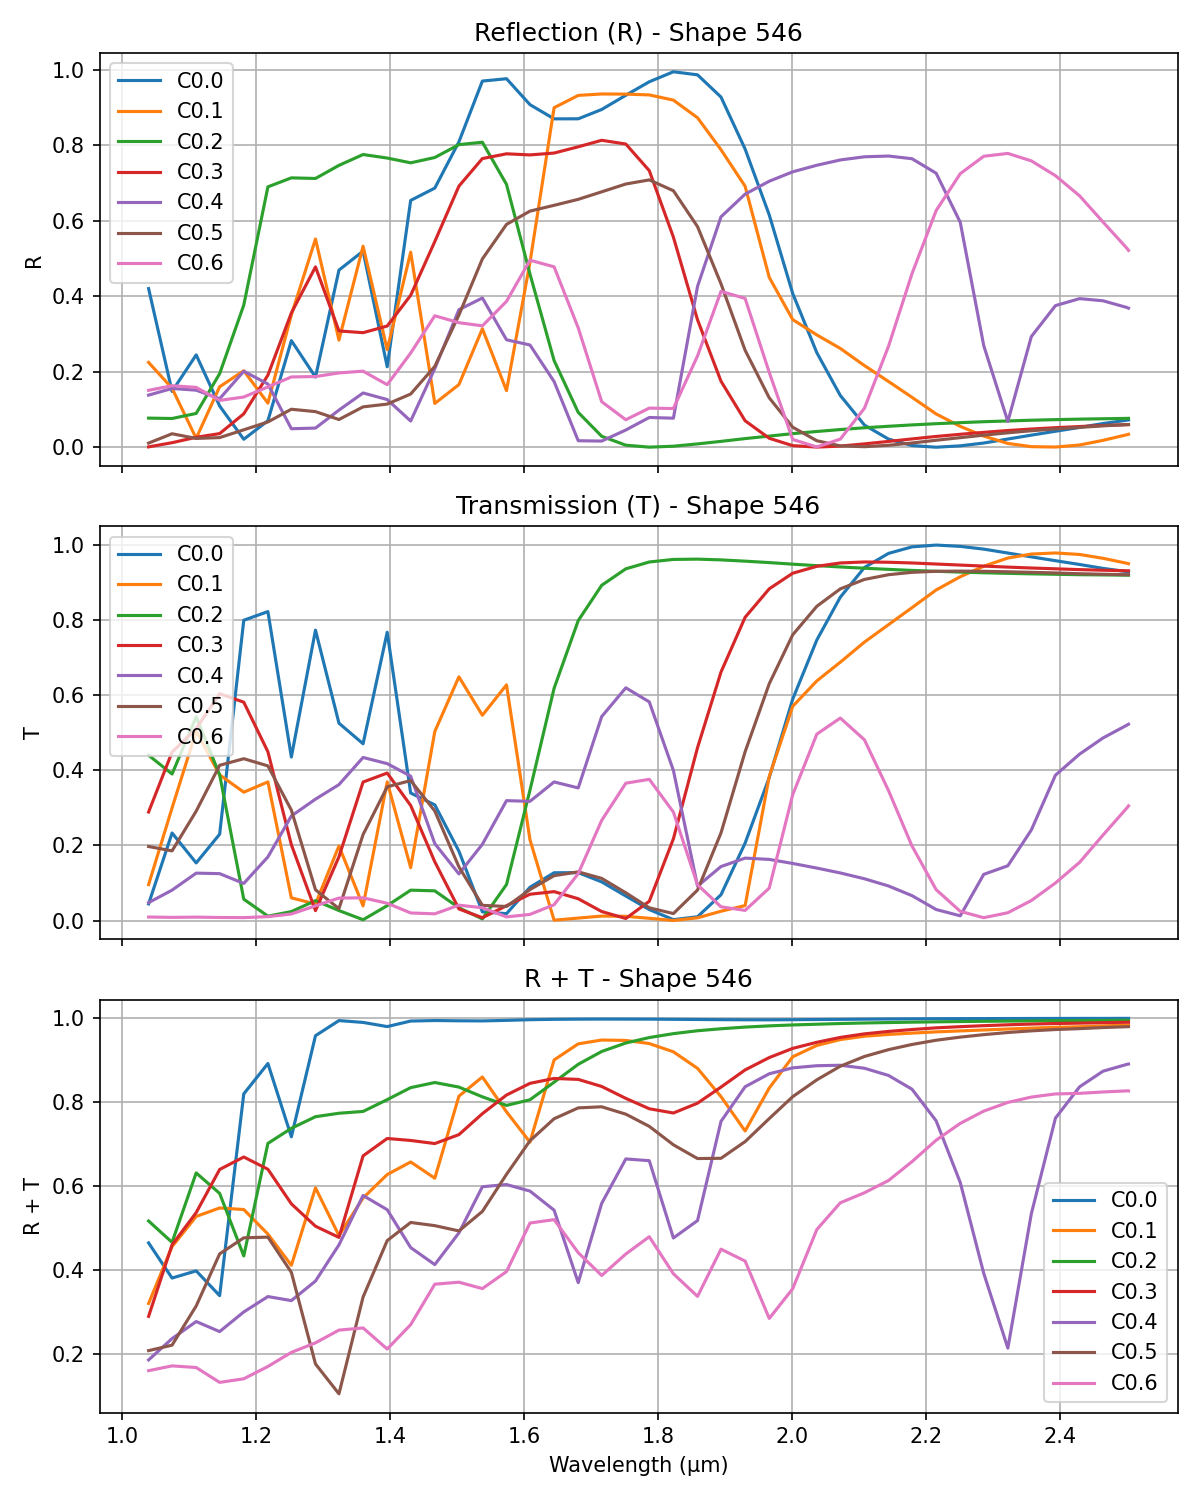 Reflection (R) - Shape 546
R
1.0
0.8
0.6
0.4
0.2
0.0
C0.0
C0.1
C0.2
C0.3
C0.4
C0.5
C0.6
Transmission (T) - Shape 546
T
1.0
0.8
0.6
0.4
0.2
0.0
C0.0
C0.1
C0.2
C0.3
C0.4
C0.5
C0.6
R + T - Shape 546
R + T
1.0
0.8
0.6
0.4
0.2
C0.0
C0.1
C0.2
C0.3
C0.4
C0.5
C0.6
1.0 1.2 1.4 1.6 1.8 2.0 2.2 2.4
Wavelength (μm)